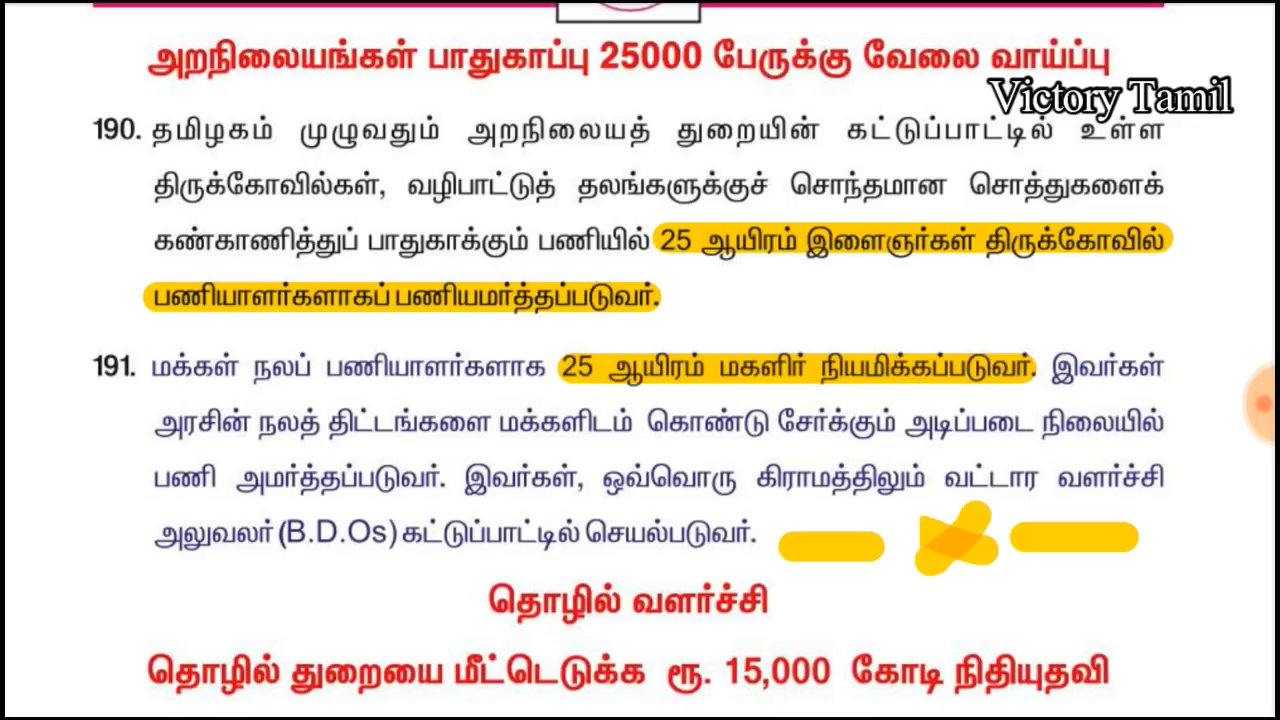 அறநிலையங்கள் பாதுகாப்பு 25000 பேருக்கு வேலை வாய்ப்பு
Victory Tamil
190. தமிழகம் முழுவதும் அறநிலையத் துறையின் கட்டுப்பாட்டில் உள்ள
திருக்கோவில்கள், வழிபாட்டுத் தலங்களுக்குச் சொந்தமான சொத்துகளைக்
கண்காணித்துப் பாதுகாக்கும் பணியில் 25 ஆயிரம் இளைஞர்கள் திருக்கோவில்
பணியாளர்களாகப் பணியமர்த்தப்படுவர்.
191. மக்கள் நலப் பணியாளர்களாக 25 ஆயிரம் மகளிர் நியமிக்கப்படுவர். இவர்கள்
அரசின் நலத் திட்டங்களை மக்களிடம் கொண்டு சேர்க்கும் அடிப்படை நிலையில்
பணி அமர்த்தப்படுவர். இவர்கள், ஒவ்வொரு கிராமத்திலும் வட்டார வளர்ச்சி
அலுவலர் (B.D.Os) கட்டுப்பாட்டில் செயல்படுவர்.
தொழில் வளர்ச்சி
தொழில் துறையை மீட்டெடுக்க ரூ. 15,000 கோடி நிதியுதவி